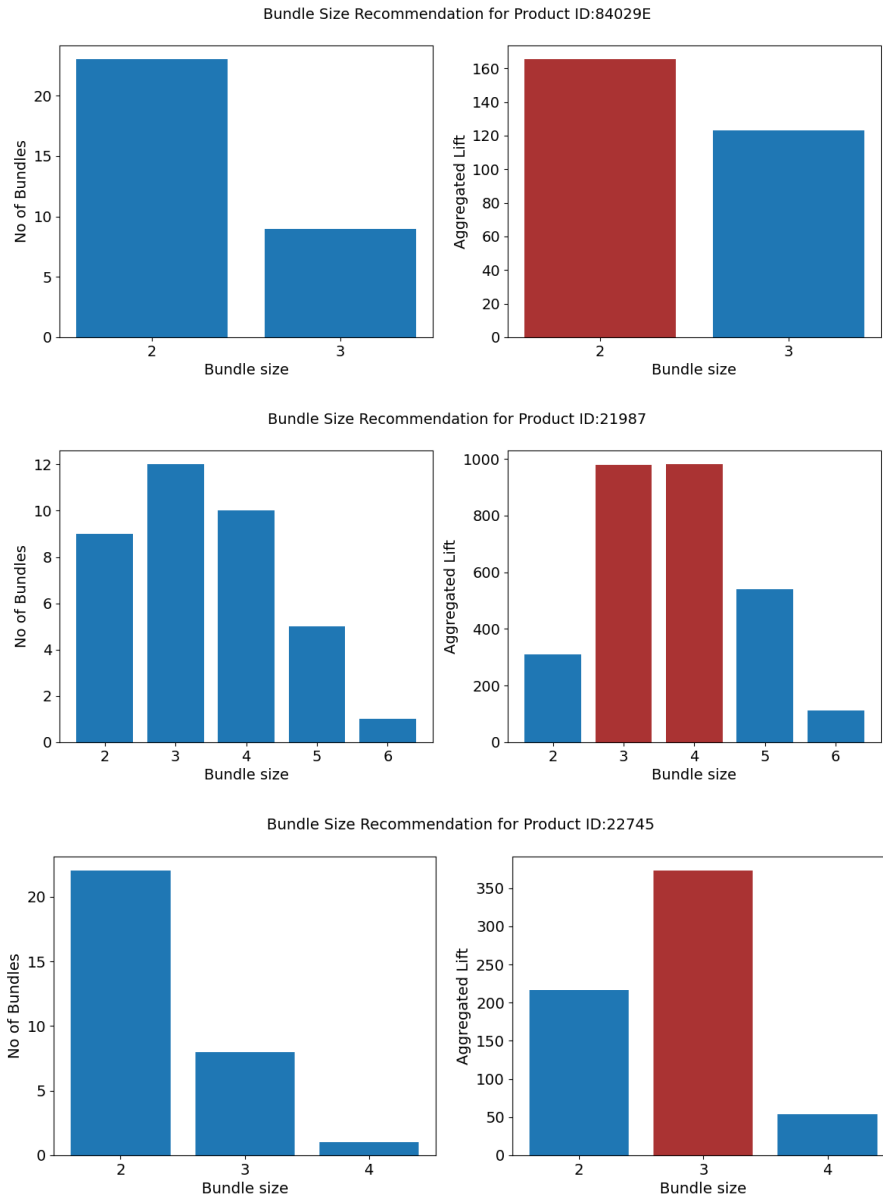 Bundle Size Recommendation for Product ID:84029E
No of Bundles
20
15
10
5
0
2 3
Bundle size
Aggregated Lift
160
140
120
100
80
60
40
20
0
2 3
Bundle size
Bundle Size Recommendation for Product ID:21987
No of Bundles
12
10
8
6
4
2
0
2 3 4 5 6
Bundle size
Aggregated Lift
1000
800
600
400
200
0
2 3 4 5 6
Bundle size
Bundle Size Recommendation for Product ID:22745
No of Bundles
20
15
10
5
0
2 3 4
Bundle size
Aggregated Lift
350
300
250
200
150
100
50
0
2 3 4
Bundle size